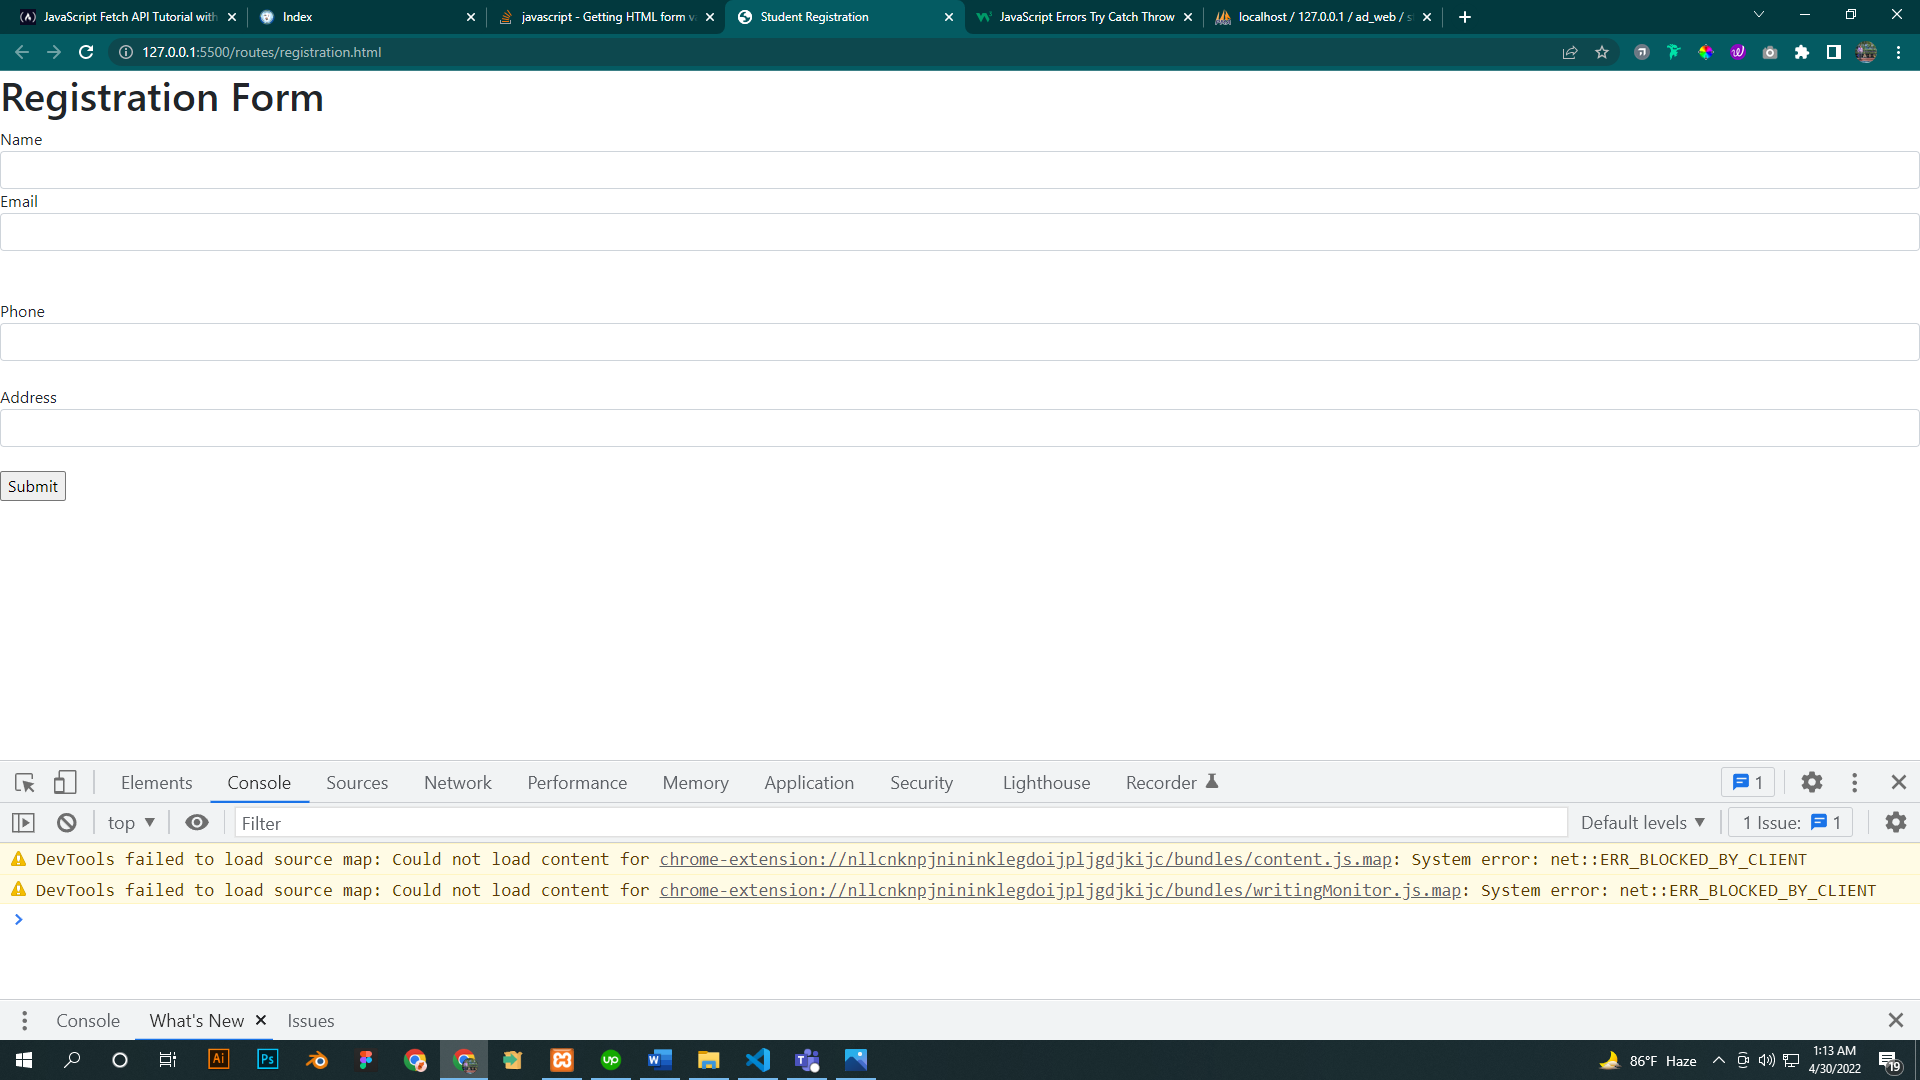 JavaScript Fetch API Tutorial with
Index
javascript - Getting HTML form va
Student Registration
JavaScript Errors Try Catch Throw
localhost / 127.0.0.1 / ad_web / s
127.0.0.1:5500/routes/registration.html
Registration Form
Name
Email
Phone
Address
Submit
Elements Console Sources Network Performance Memory Application Security Lighthouse Recorder 1
top Filter Default levels 1 Issue: 1
DevTools failed to load source map: Could not load content for chrome-extension://nllcnknpjnininklegdoijpljgdjkijc/bundles/content.js.map: System error: net::ERR_BLOCKED_BY_CLIENT
DevTools failed to load source map: Could not load content for chrome-extension://nllcnknpjnininklegdoijpljgdjkijc/bundles/writingMonitor.js.map: System error: net::ERR_BLOCKED_BY_CLIENT
Console What's New Issues
Ai Ps up W T 86°F Haze 1:13 AM
4/30/2022 19